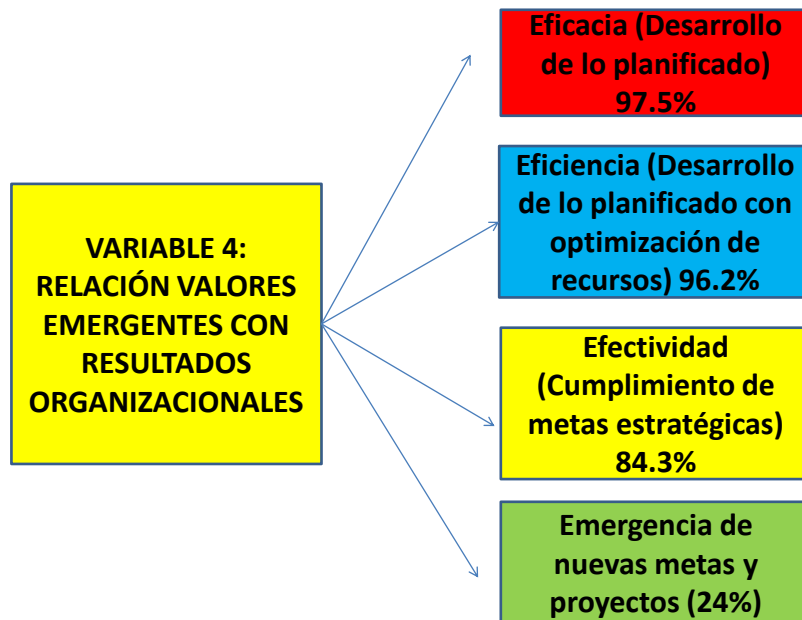 VARIABLE 4:
RELACIÓN VALORES
EMERGENTES CON
RESULTADOS
ORGANIZACIONALES
Eficacia (Desarrollo
de lo planificado)
97.5%
Eficiencia (Desarrollo
de lo planificado con
optimización de
recursos) 96.2%
Efectividad
(Cumplimiento de
metas estratégicas)
84.3%
Emergencia de
nuevas metas y
proyectos (24%)